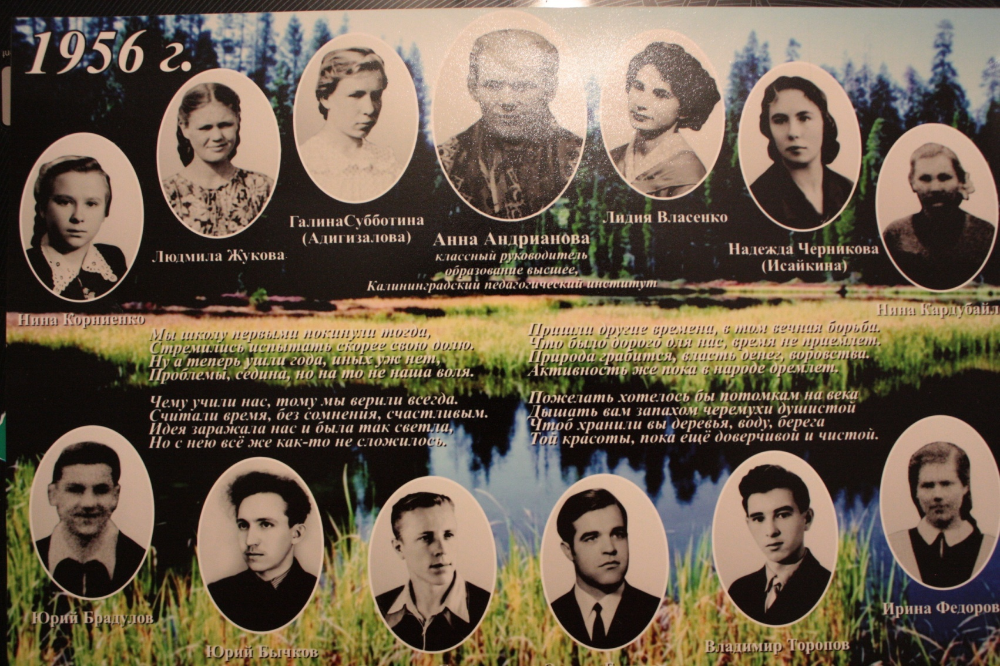 1956 г.
Нина Корниенко
Людмила Жукова
ГалинаСубботина
(Адигизалова)
Анна Андрианова
классный руководитель
образование высшее,
Калининградский педагогический институт
Лидия Власенко
Надежда Черникова
(Исайкина)
Нина Кардубайл
Мы школу первыми покинули тогда,
Стремились испытать скорее свою долю.
Ну а теперь ушли года, иных уж нет,
Проблемы, седина, но на то не наша воля.
Чему учили нас, тому мы верили всегда.
Считали время, без сомнения, счастливым.
Идея заражала нас и была так светла,
Но с нею всё же как-то не сложилось.
Пришли другие времена, в том вечная борьба.
Что было дорого для нас, время не приемлет.
Природа грабится, власть денег, воровства.
Активность же пока в народе дремлет.
Пожелать хотелось бы потомкам на века
Дышать вам запахом черемухи душистой
Чтоб хранили вы деревья, воду, берега
Той красоты, пока ещё доверчивой и чистой.
Юрий Брадулов
Юрий Бычков
Владимир Торопов
Ирина Федоров